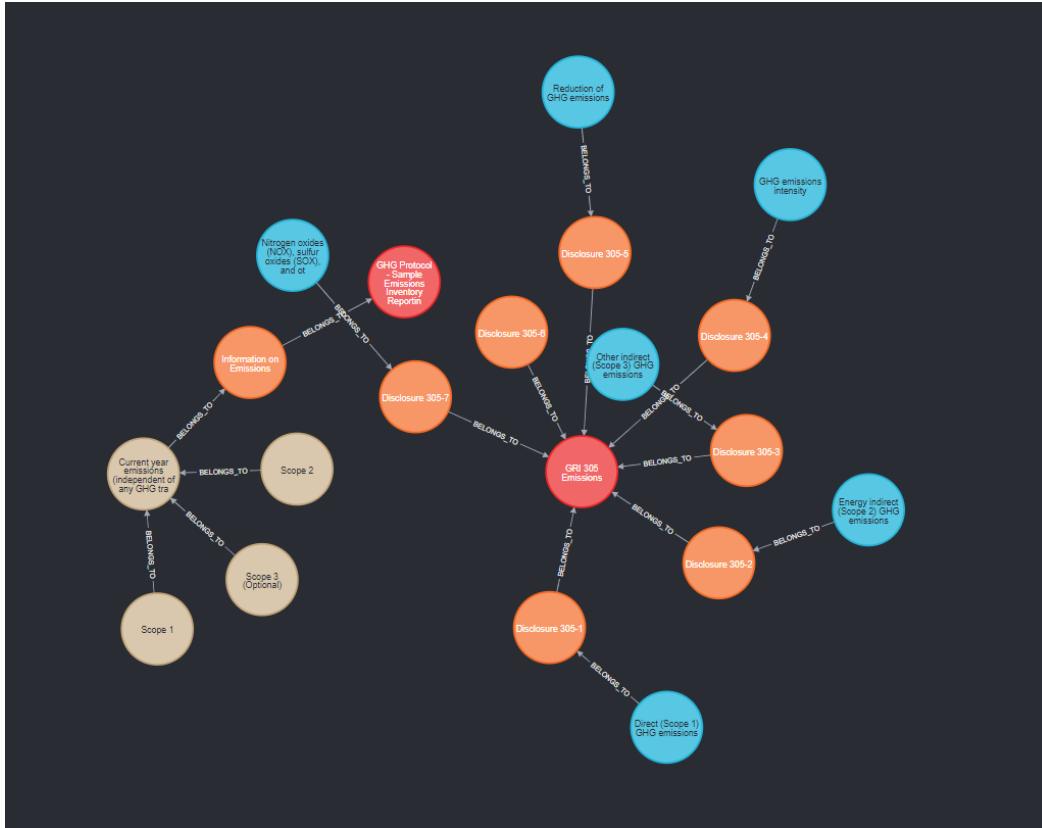 Reduction of
GHG emissions
BELONGS_TO
GHG emissions
intensity
BELONGS_TO
Nitrogen oxides
(NOX), sulfur
oxides (SOX),
and ot
GHG Protocol
- Sample
Emissions
Inventory
Reportin
Disclosure 305-5
BELONGS_TO
BELONGS_TO
Disclosure 305-6
Disclosure 305-4
Information on
Emissions
Other indirect
(Scope 3) GHG
emissions
BELONGS_TO
Disclosure 305-7
BELONGS_TO
BELONGS_TO
BELONGS_TO
BELONGS_TO
BELONGS_TO
Disclosure 305-3
Current year
emissions
(independent of
any GHG tra
BELONGS_TO
Scope 2
GRI 305
Emissions
BELONGS_TO
Energy indirect
(Scope 2) GHG
emissions
BELONGS_TO
BELONGS_TO
BELONGS_TO
BELONGS_TO
Disclosure 305-2
Scope 3
(Optional)
BELONGS_TO
Scope 1
Disclosure 305-1
BELONGS_TO
Direct (Scope 1)
GHG emissions